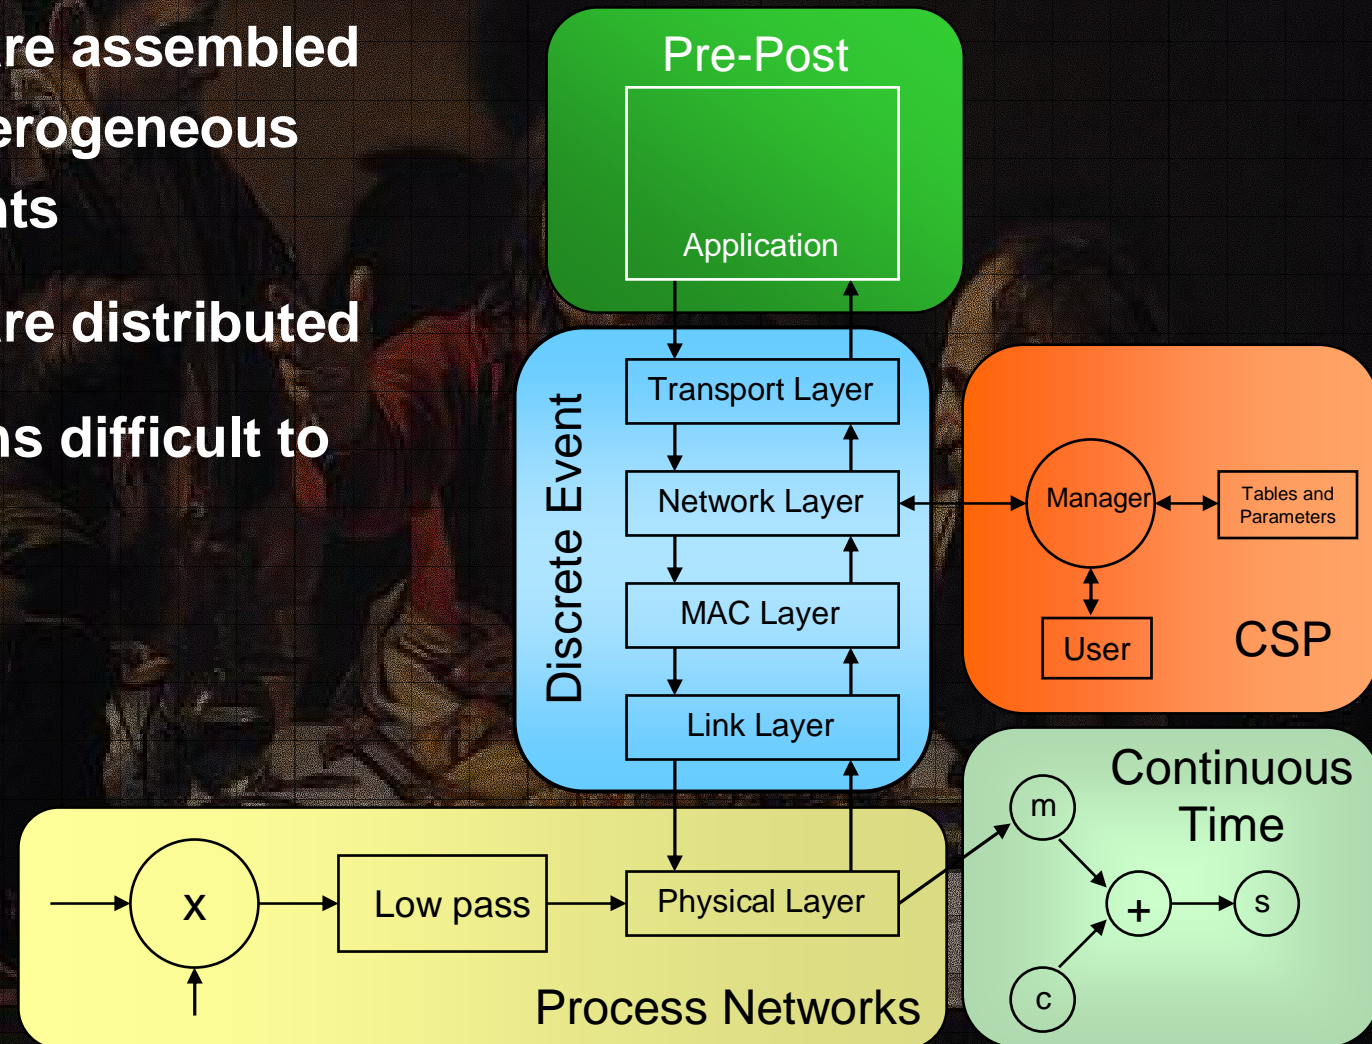 re assembled
erogeneous
nts
re distributed
ns difficult to
Pre-Post
Application
Discrete Event
Transport Layer
Network Layer
MAC Layer
Link Layer
Manager
Tables and
Parameters
User
CSP
x
Low pass
Physical Layer
Process Networks
Continuous
Time
m
+
s
c